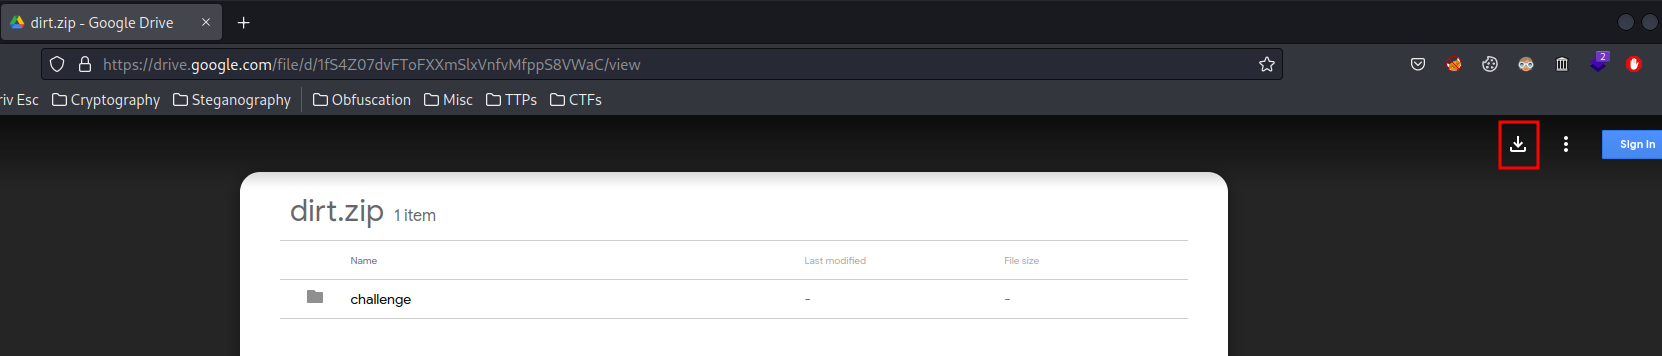 dirt.zip - Google Drive
https://drive.google.com/file/d/1fS4Z07dvFToFXXmSlxVnfvMfppS8VWaC/view
2
riv Esc Cryptography Steganography Obfuscation Misc TTPs CTFs
Sign in
dirt.zip 1 item
Name Last modified File size
challenge - -